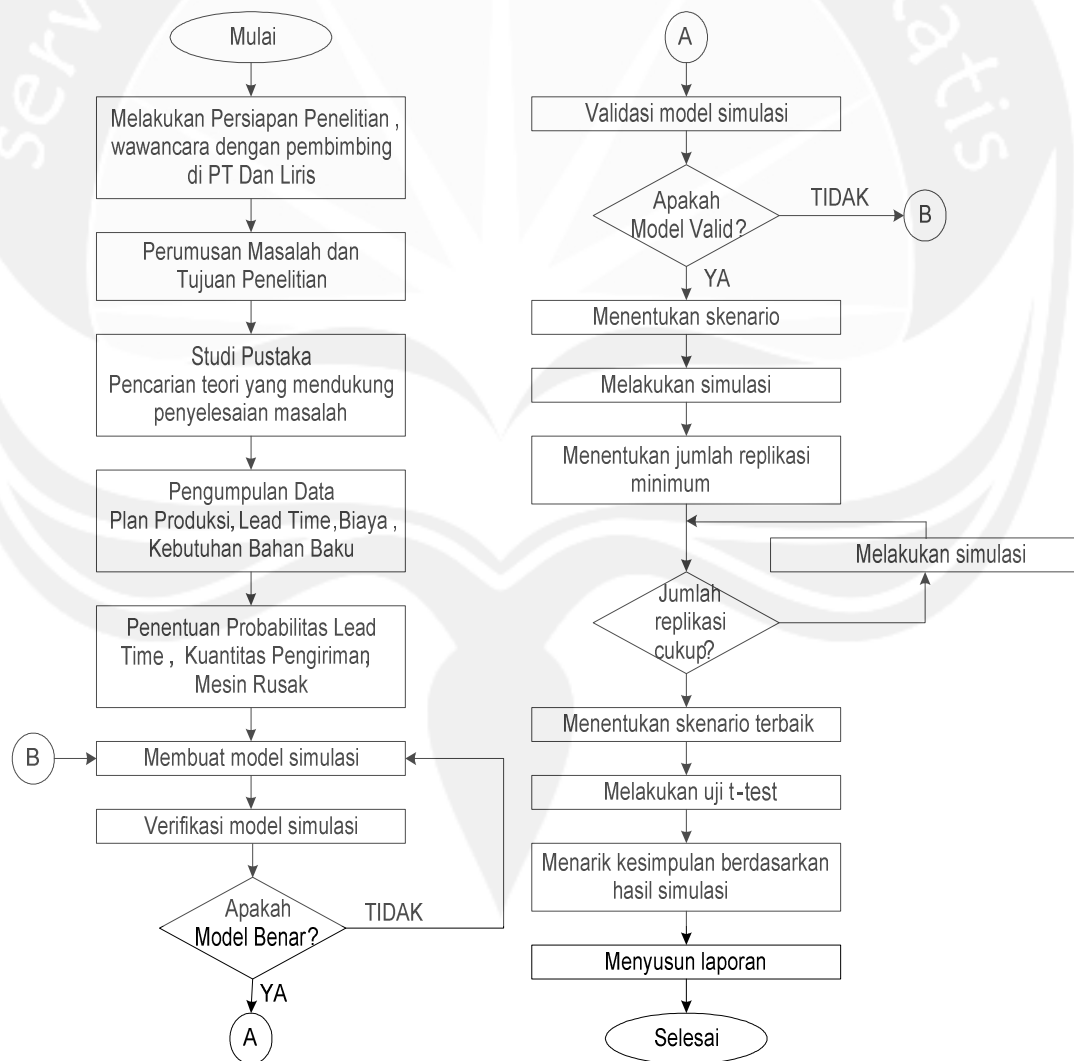 Mulai
Melakukan Persiapan Penitian ,
wawancara dengan pembimbing
di PT Dan Liris
Perumusan Masalah dan
Tujuan Penelitian
Studi Pustaka
Pencarian teori yang mendukung
penyelesaian masalah
Pengumpulan Data
Plan Produksi, Lead Time, Biaya ,
Kebutuhan Bahan Baku
Penentuan Probabilitas Lead
Time , Kuantitas Pengiriman,
Mesin Rusak
B
Membuat model simulasi
Verifikasi model simulasi
Apakah
Model Benar?
TIDAK
YA
A
A
Validasi model simulasi
Apakah
Model Valid?
TIDAK
B
YA
Menentukan skenario
Melakukan simulasi
Menentukan jumlah replikasi
minimum
Melakukan simulasi
Jumlah
replikasi
cukup?
Menentukan skenario terbaik
Melakukan uji t-test
Menarik kesimpulan berdasarkan
hasil simulasi
Menyusun laporan
Selesai